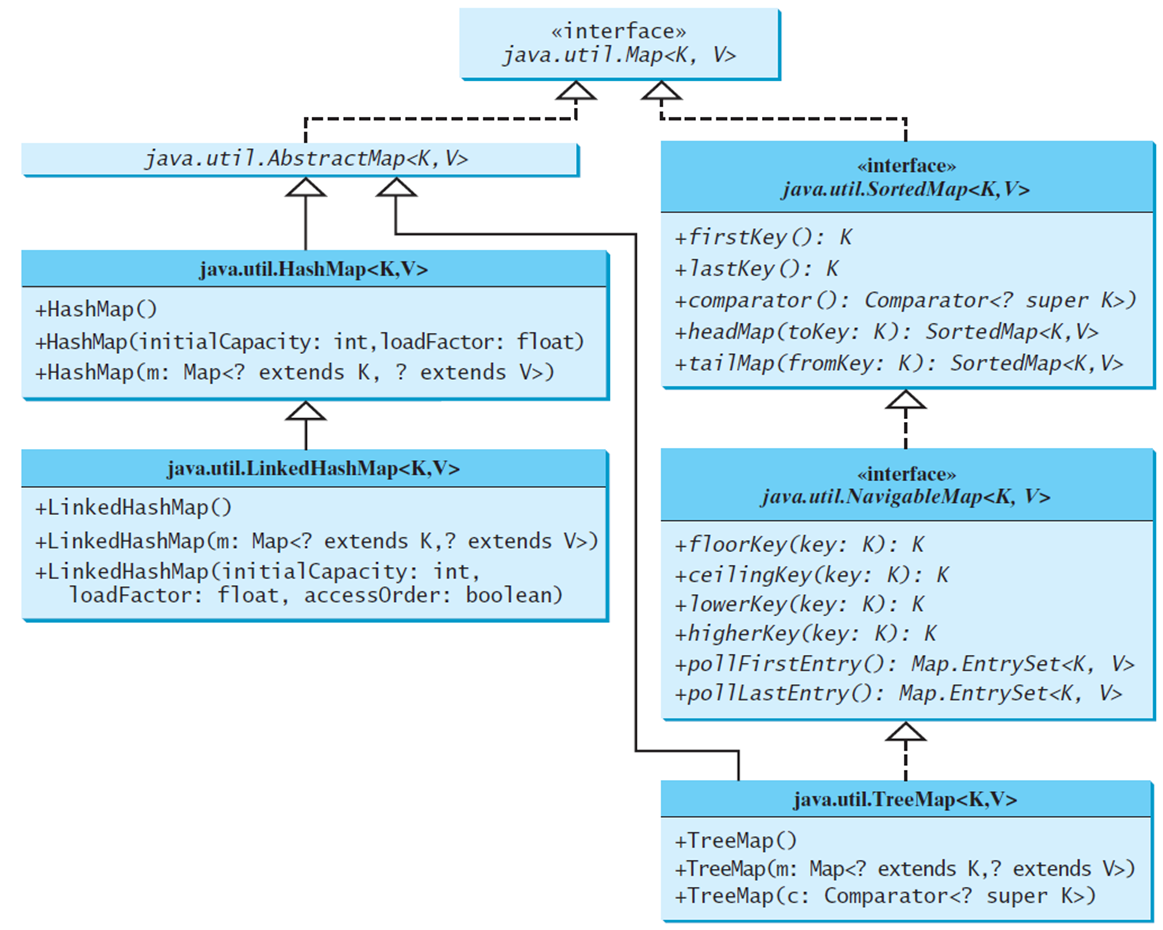 «interface»
java.util.Map<K, V>
java.util.AbstractMap<K,V>
«interface»
java.util.SortedMap<K,V>
+firstKey(): K
+lastKey(): K
+comparator(): Comparator<? super K>)
+headMap(toKey: K): SortedMap<K,V>
+tailMap(fromKey: K): SortedMap<K,V>
java.util.HashMap<K,V>
+HashMap()
+HashMap(initialCapacity: int,loadFactor: float)
+HashMap(m: Map<? extends K, ? extends V>)
java.util.LinkedHashMap<K,V>
+LinkedHashMap()
+LinkedHashMap(m: Map<? extends K,? extends V>)
+LinkedHashMap(initialCapacity: int,
loadFactor: float, accessOrder: boolean)
«interface»
java.util.NavigableMap<K, V>
+floorKey(key: K): K
+ceilingKey(key: K): K
+lowerKey(key: K): K
+higherKey(key: K): K
+pollFirstEntry(): Map.EntrySet<K, V>
+pollLastEntry(): Map.EntrySet<K, V>
java.util.TreeMap<K,V>
+TreeMap()
+TreeMap(m: Map<? extends K,? extends V>)
+TreeMap(c: Comparator<? super K>)